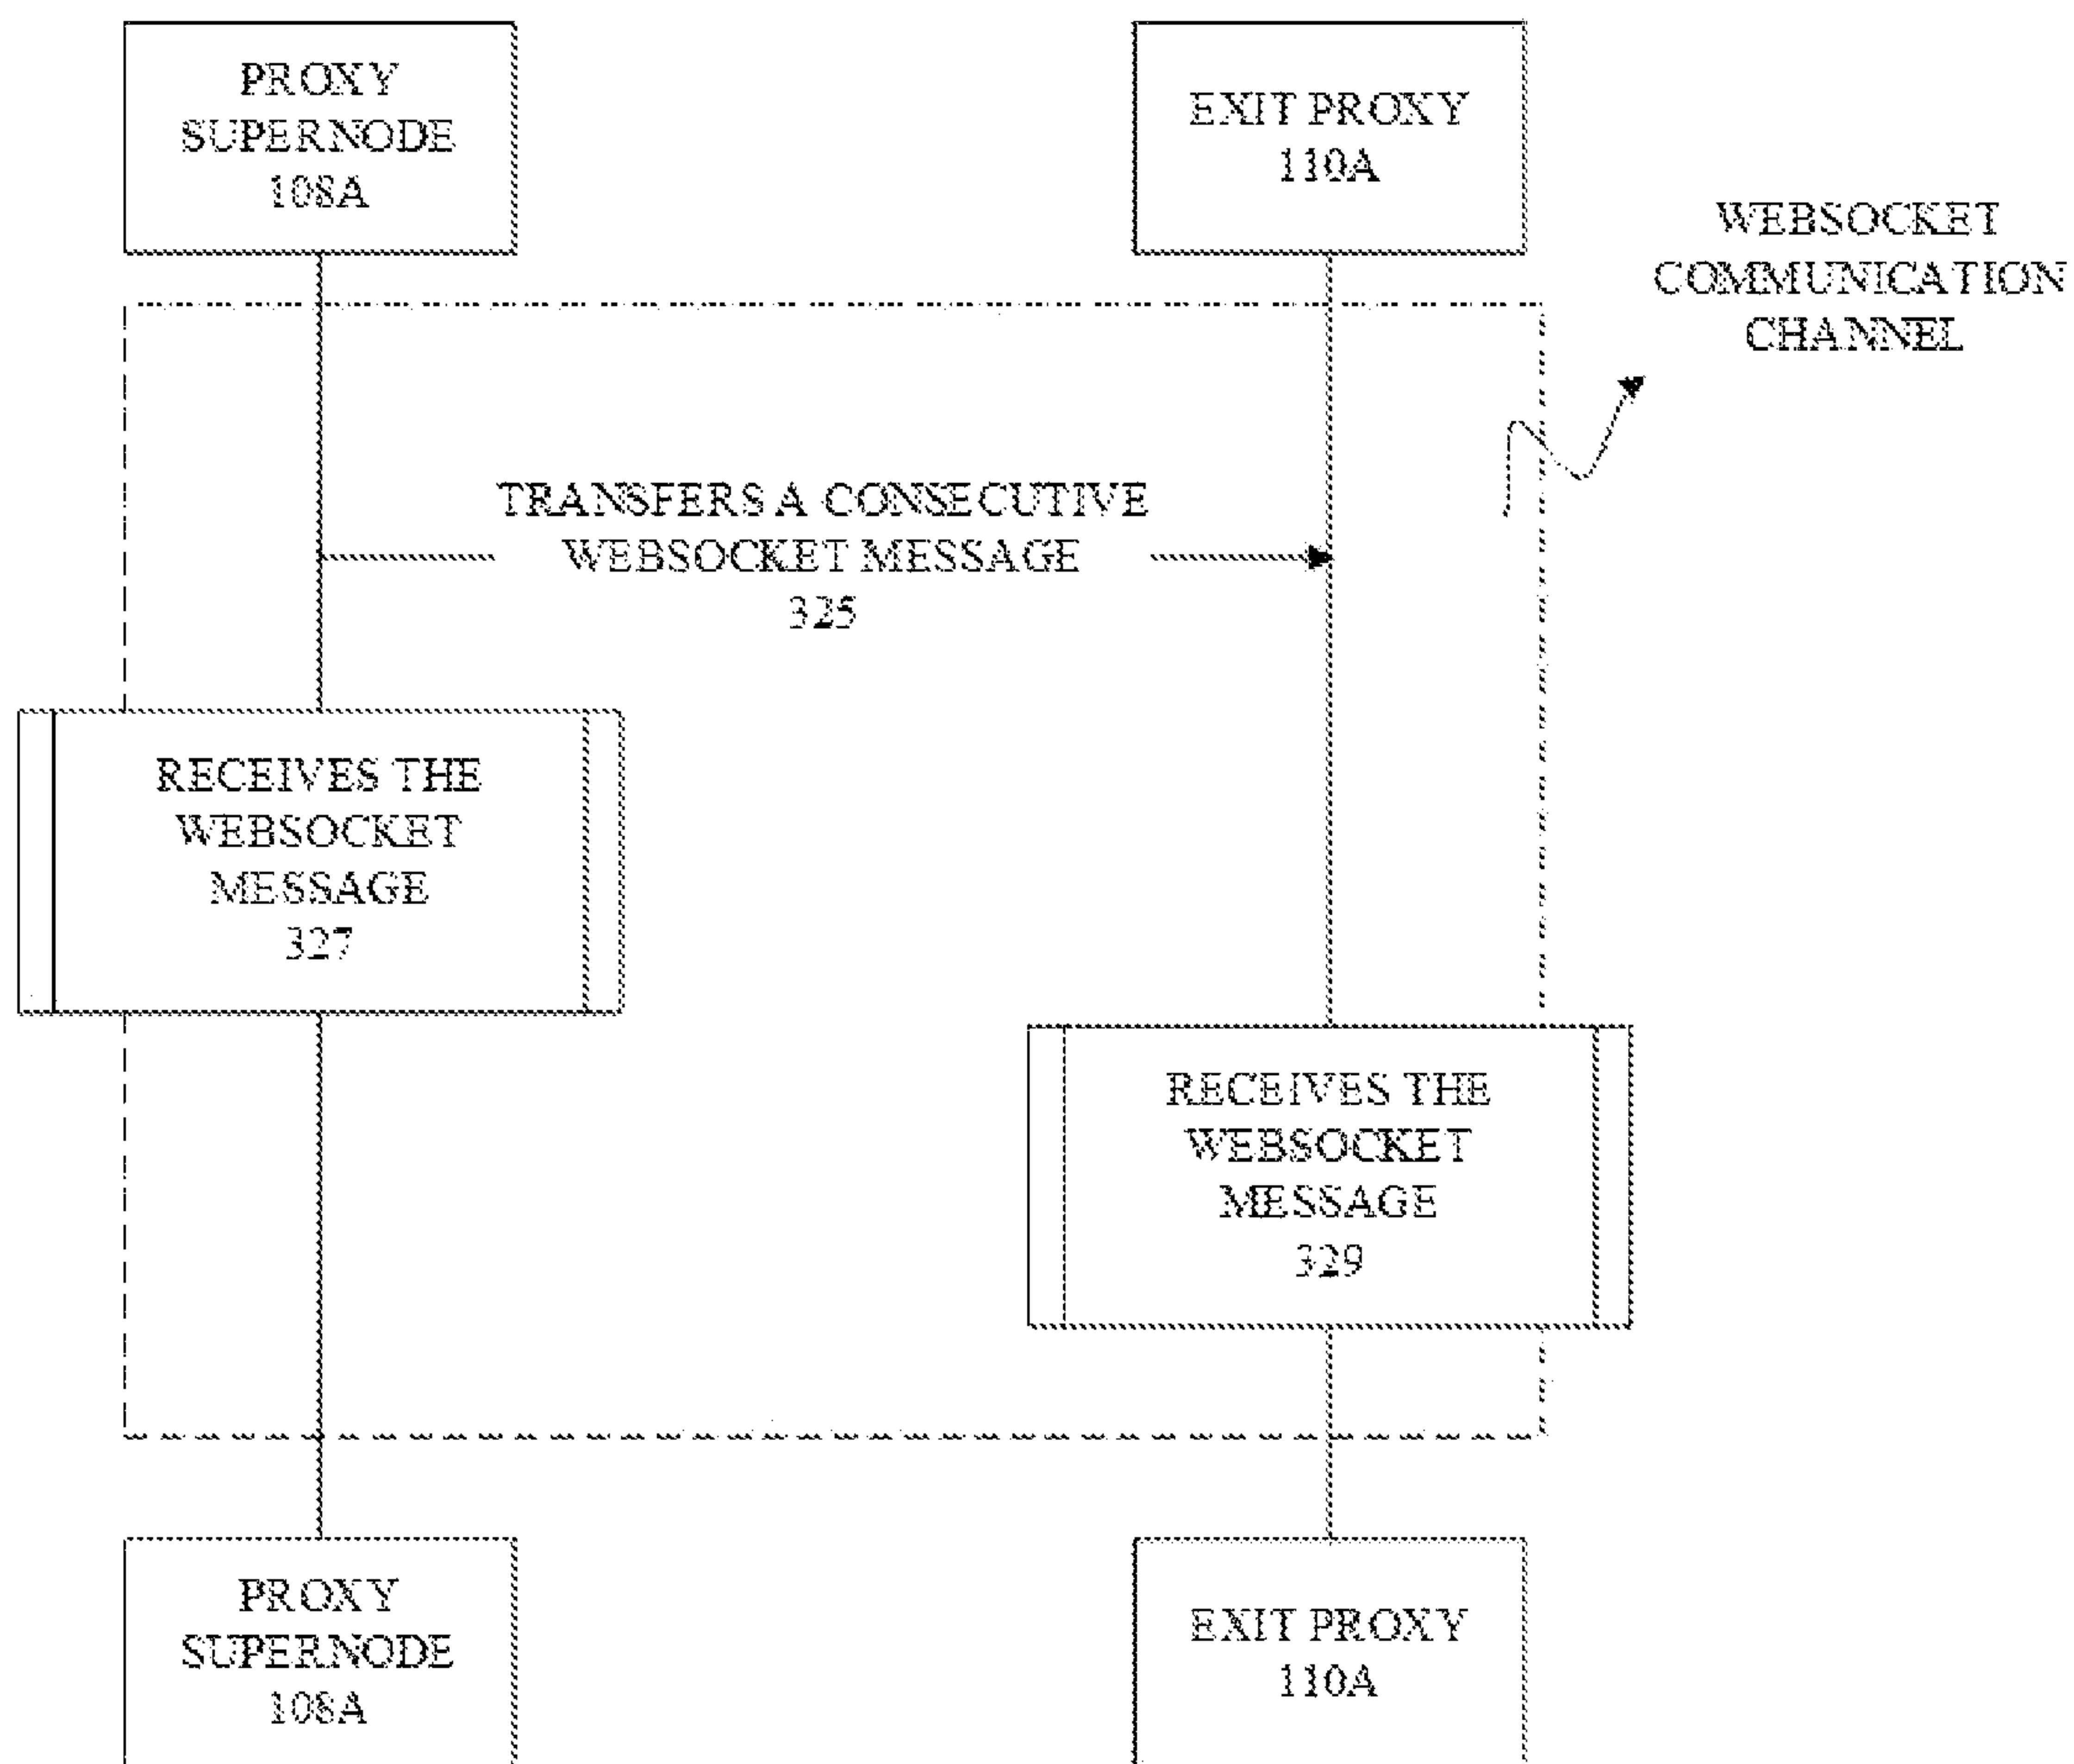 PROXY
SUPERNODE
108A
EXIT PROXY
110A
WEBSOCKET
COMMUNICATION
CHANNEL
TRANSFERS A CONSECUTIVE
WEBSOCKET MESSAGE
325
RECEIVES THE
WEBSOCKET
MESSAGE
327
RECEIVES THE
WEBSOCKET
MESSAGE
329
PROXY
SUPERNODE
108A
EXIT PROXY
110A